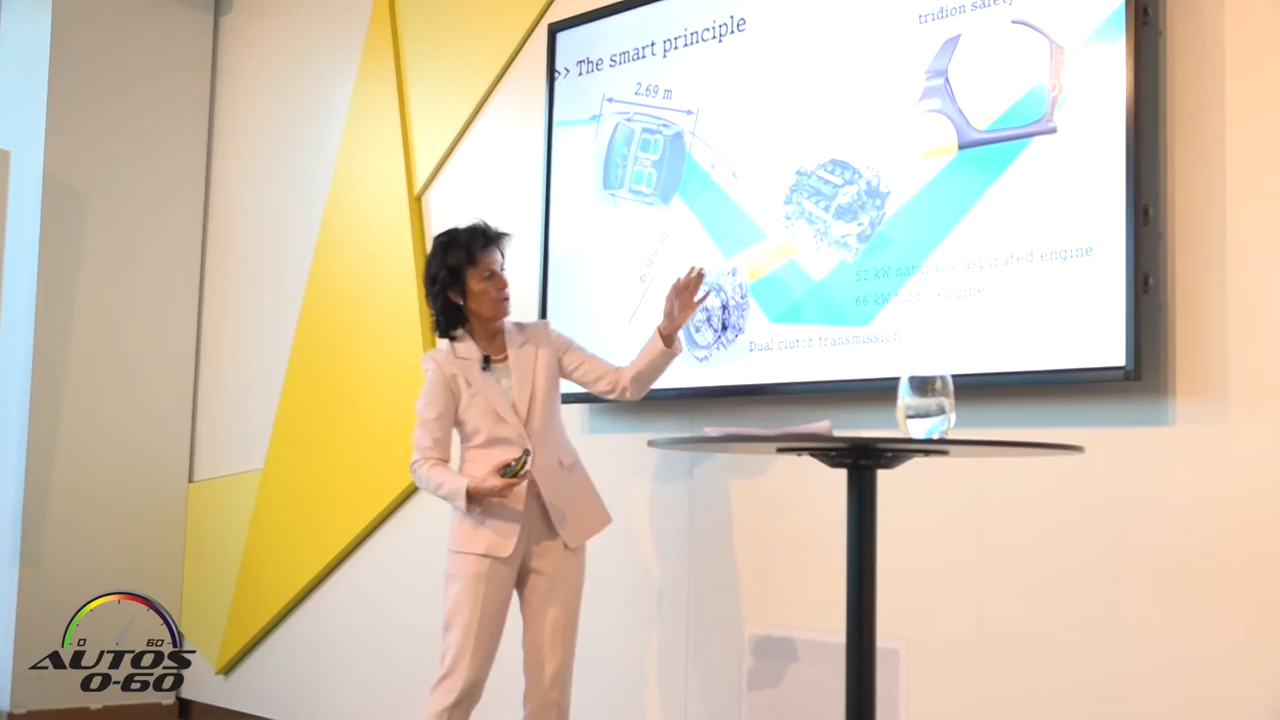 >> The smart principle
tridion safety
2.69 m
52 kW naturally aspirated engine
66 kW engine
Dual clutch transmission
0 60
AUTOS
0-60